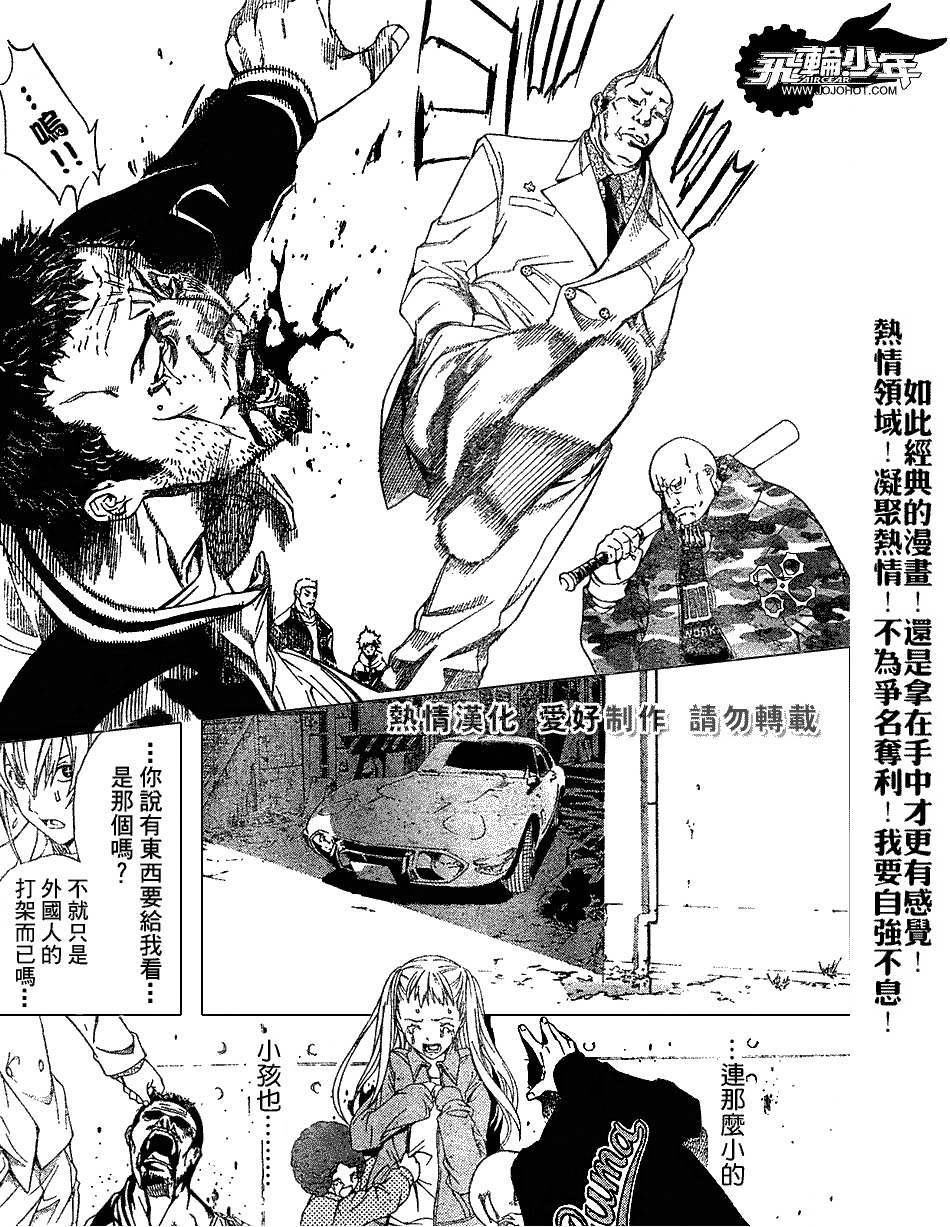 飛輪少年
AIRGEAR
WWW.JOJOHOT.COM
…嗚!!
如此經典的漫畫！還是拿在手中才更有感覺！
熱情領域！凝聚熱情！不為爭名奪利！我要自強不息！
熱情漢化 愛好制作 請勿轉載
…你說有東西要給我看…
是那個嗎？
不就只是
外國人的
打架而已嗎…
…連那麼小的
小孩也………
Puma